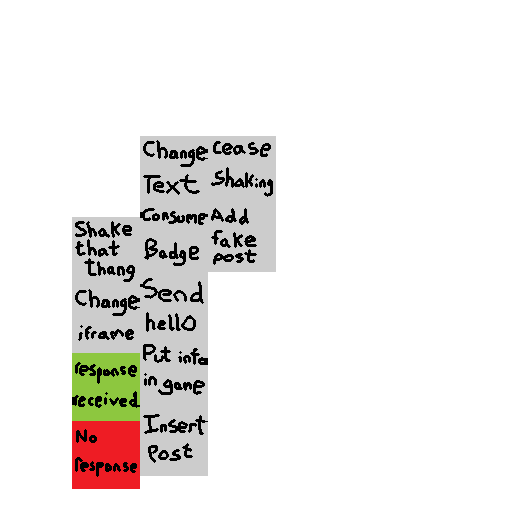 Shake
that
thang
Change
iframe
response
received
No
response
Change
Text
Consume
Badge
Send
hello
Put info
in game
Insert
Post
cease
Shaking
Add
fake
post